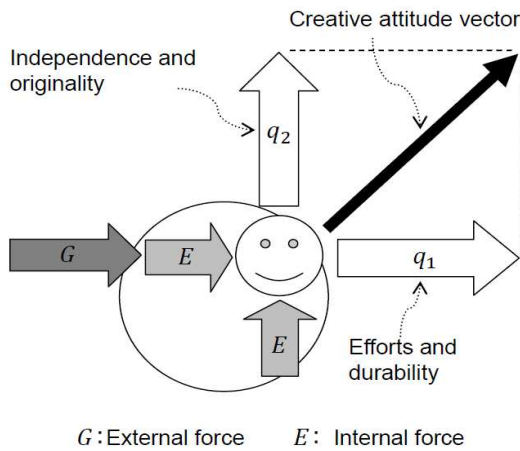 Creative attitude vector
Independence and
originality
q₂
G
E
q₁
E
Efforts and
durability
G:External force E: Internal force